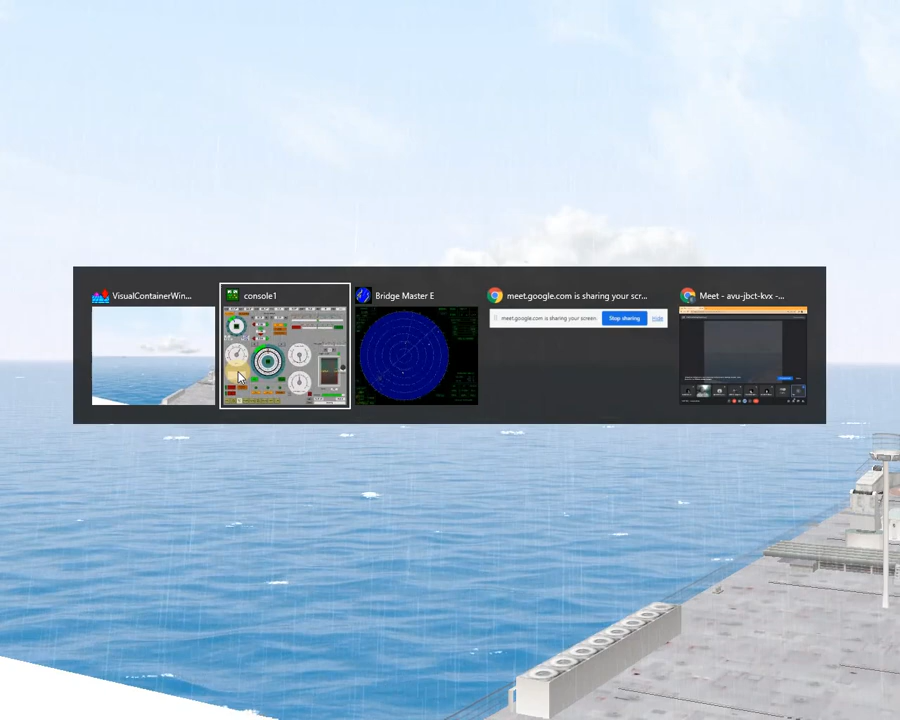 VisualContainerWin...
console1
Bridge Master E
meet.google.com is sharing your scr...
Meet - avu-jbct-kvx -...
meet.google.com is sharing your screen.
Stop sharing
Hide